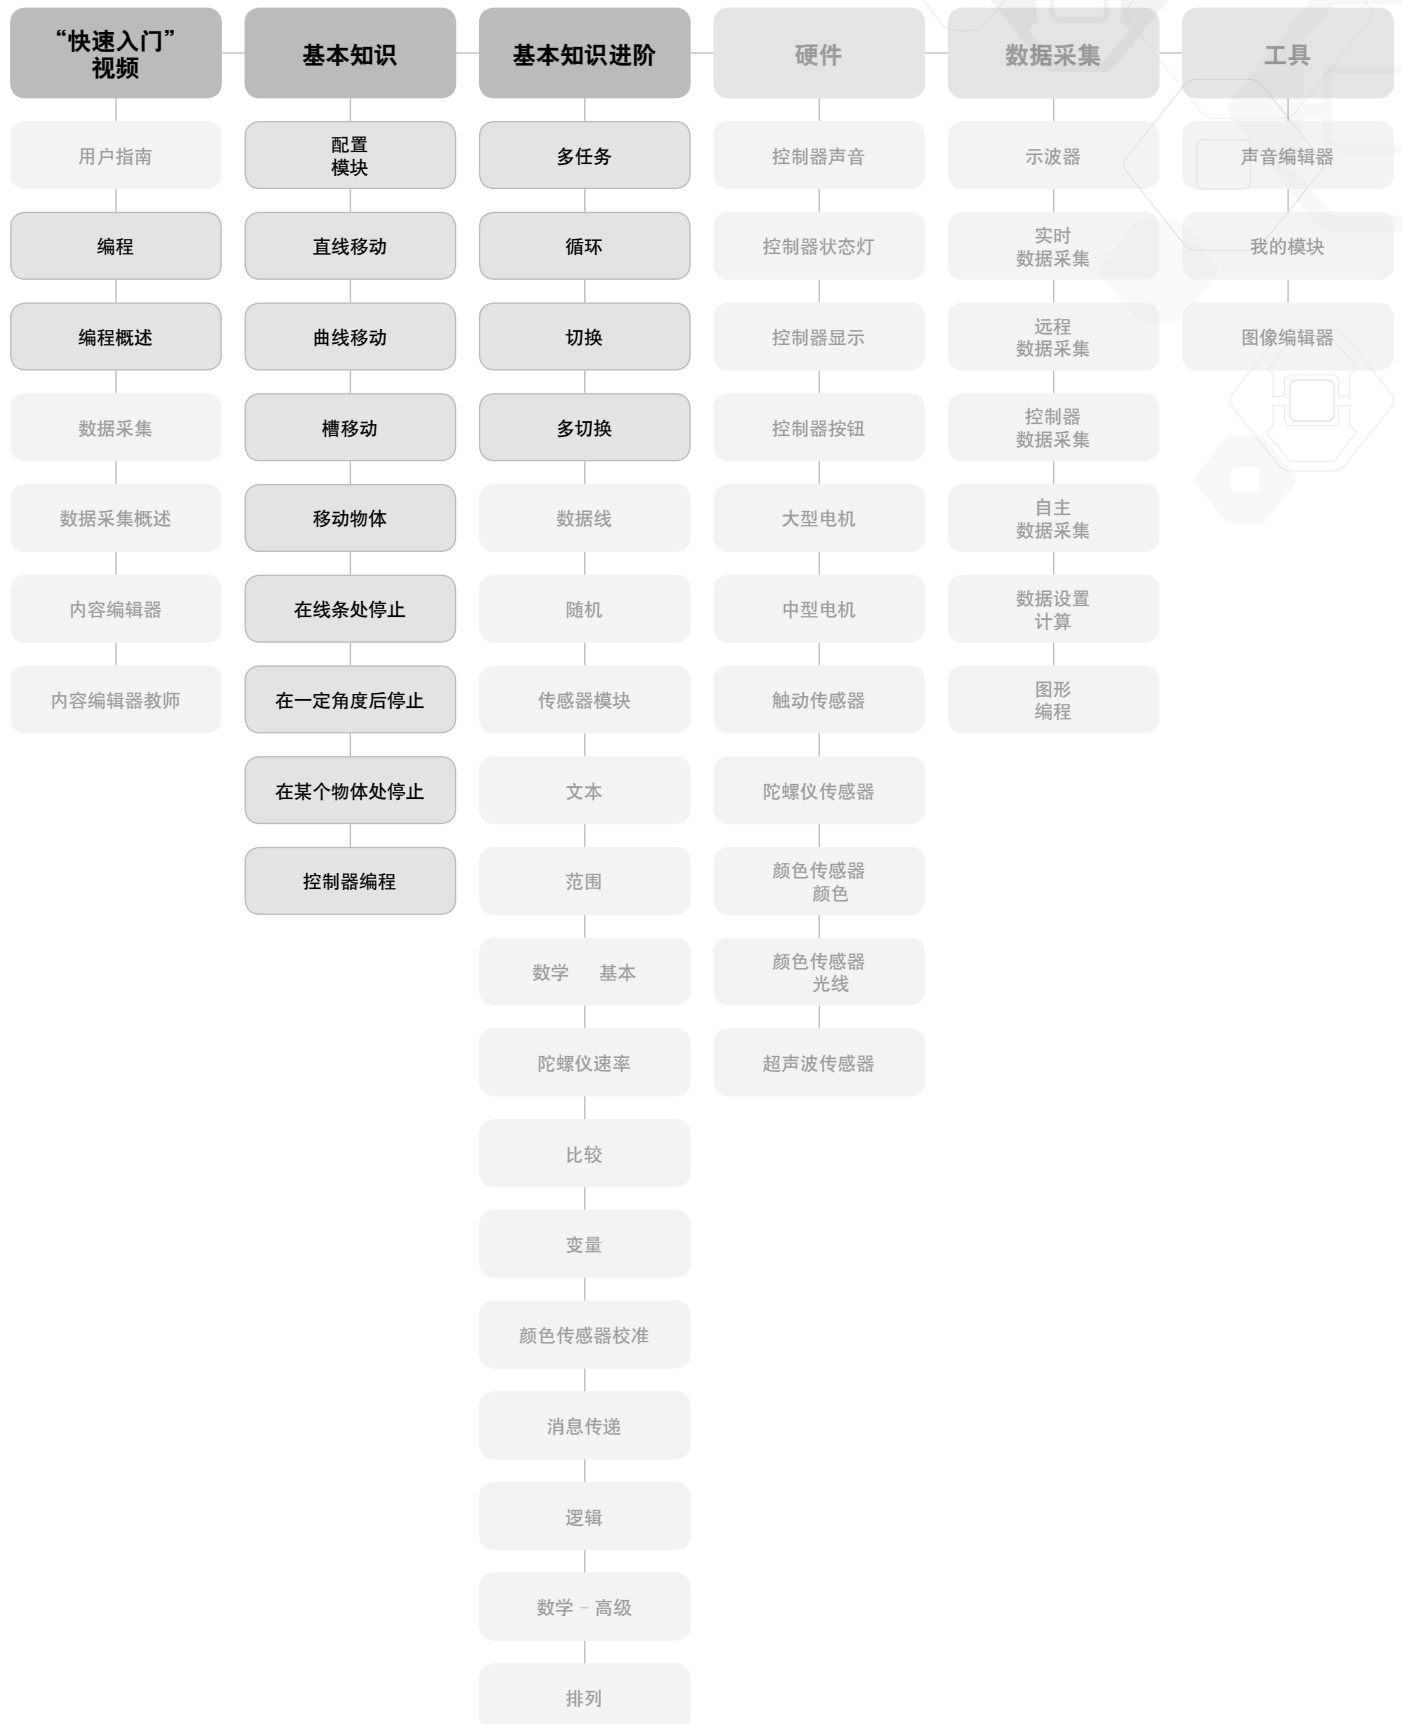 “快速入门”
视频
用户指南
编程
编程概述
数据采集
数据采集概述
内容编辑器
内容编辑器教师
基本知识
配置
模块
直线移动
曲线移动
槽移动
移动物体
在线条处停止
在一定角度后停止
在某个物体处停止
控制器编程
基本知识进阶
多任务
循环
切换
多切换
数据线
随机
传感器模块
文本
范围
数学 基本
陀螺仪速率
比较
变量
颜色传感器校准
消息传递
逻辑
数学 – 高级
排列
硬件
控制器声音
控制器状态灯
控制器显示
控制器按钮
大型电机
中型电机
触动传感器
陀螺仪传感器
颜色传感器
颜色
颜色传感器
光线
超声波传感器
数据采集
示波器
实时
数据采集
远程
数据采集
控制器
数据采集
自主
数据采集
数据设置
计算
图形
编程
工具
声音编辑器
我的模块
图像编辑器